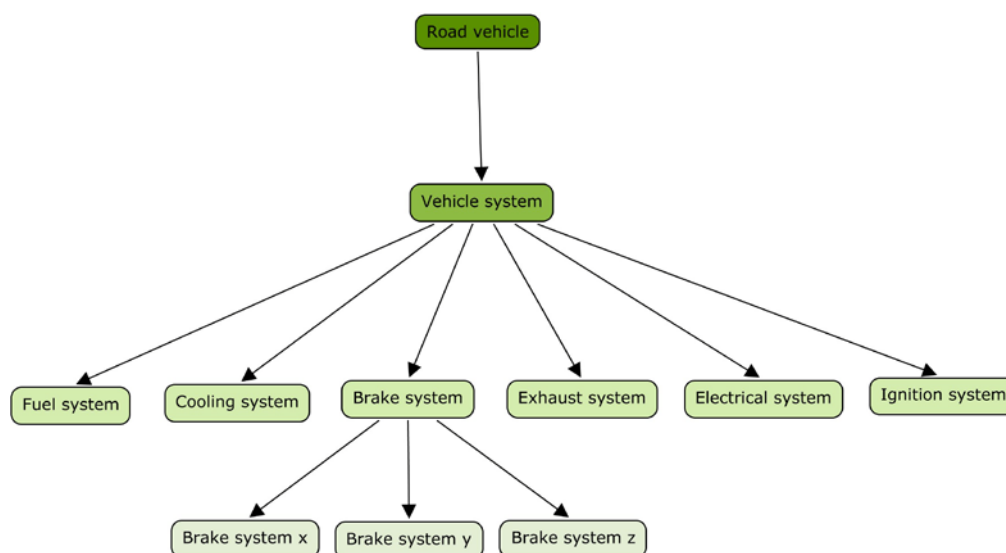 Road vehicle
Vehicle system
Fuel system
Cooling system
Brake system
Exhaust system
Electrical system
Ignition system
Brake system x
Brake system y
Brake system z